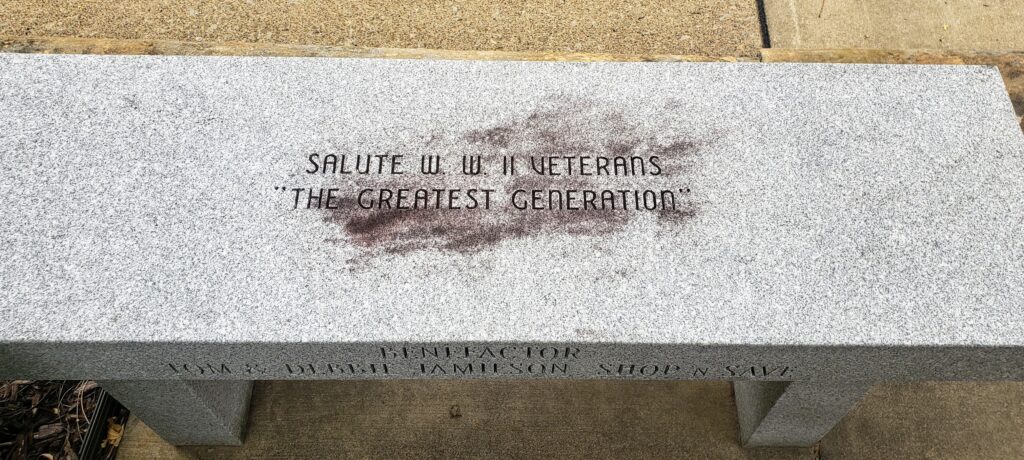 SALUTE W. W. II VETERANS
"THE GREATEST GENERATION"
BENEFACTOR
TOM & DEBBIE JAMIESON SHOP N SAVE